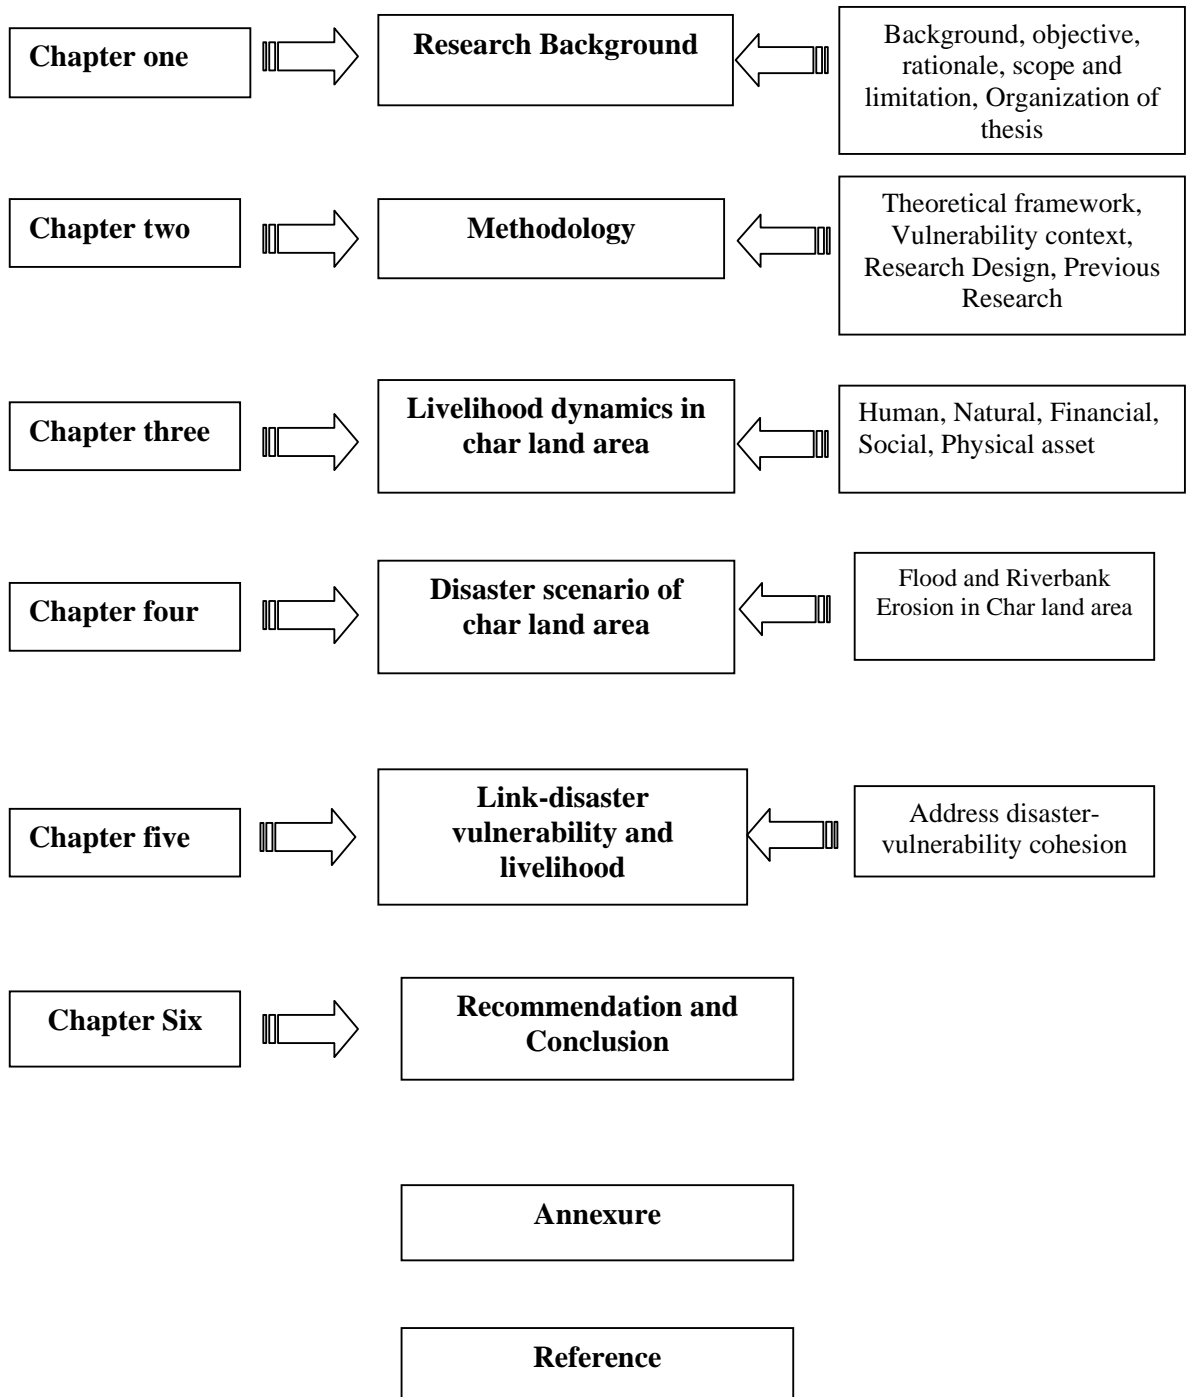 Chapter one
Research Background
Background, objective,
rationale, scope and
limitation, Organization of
thesis
Chapter two
Methodology
Theoretical framework,
Vulnerability context,
Research Design, Previous
Research
Chapter three
Livelihood dynamics in
char land area
Human, Natural, Financial,
Social, Physical asset
Chapter four
Disaster scenario of
char land area
Flood and Riverbank
Erosion in Char land area
Chapter five
Link-disaster
vulnerability and
livelihood
Address disaster-
vulnerability cohesion
Chapter Six
Recommendation and
Conclusion
Annexure
Reference